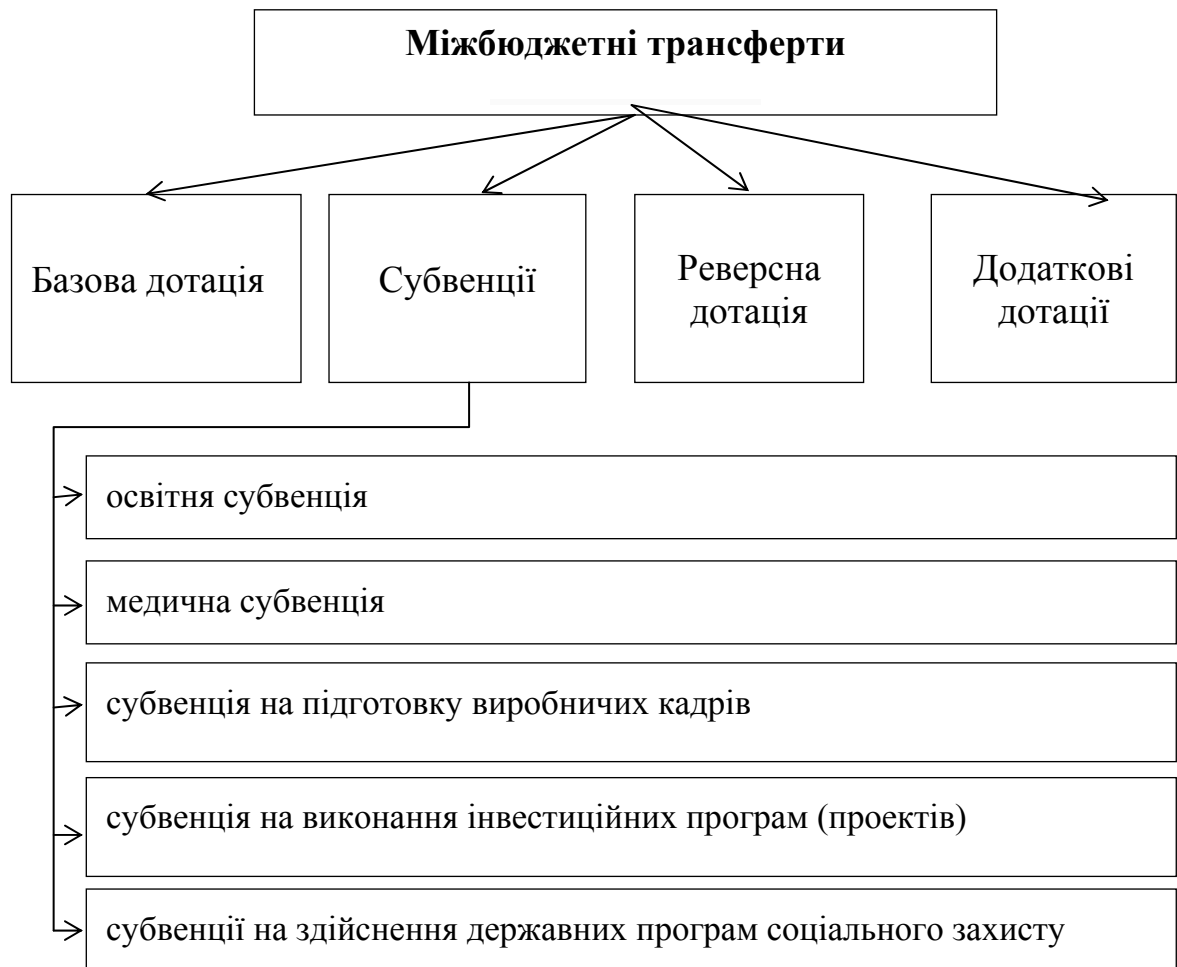 Міжбюджетні трансферти
Базова дотація
Субвенції
Реверсна
дотація
Додаткові
дотації
освітня субвенція
медична субвенція
субвенція на підготовку виробничих кадрів
субвенція на виконання інвестиційних програм (проектів)
субвенції на здійснення державних програм соціального захисту